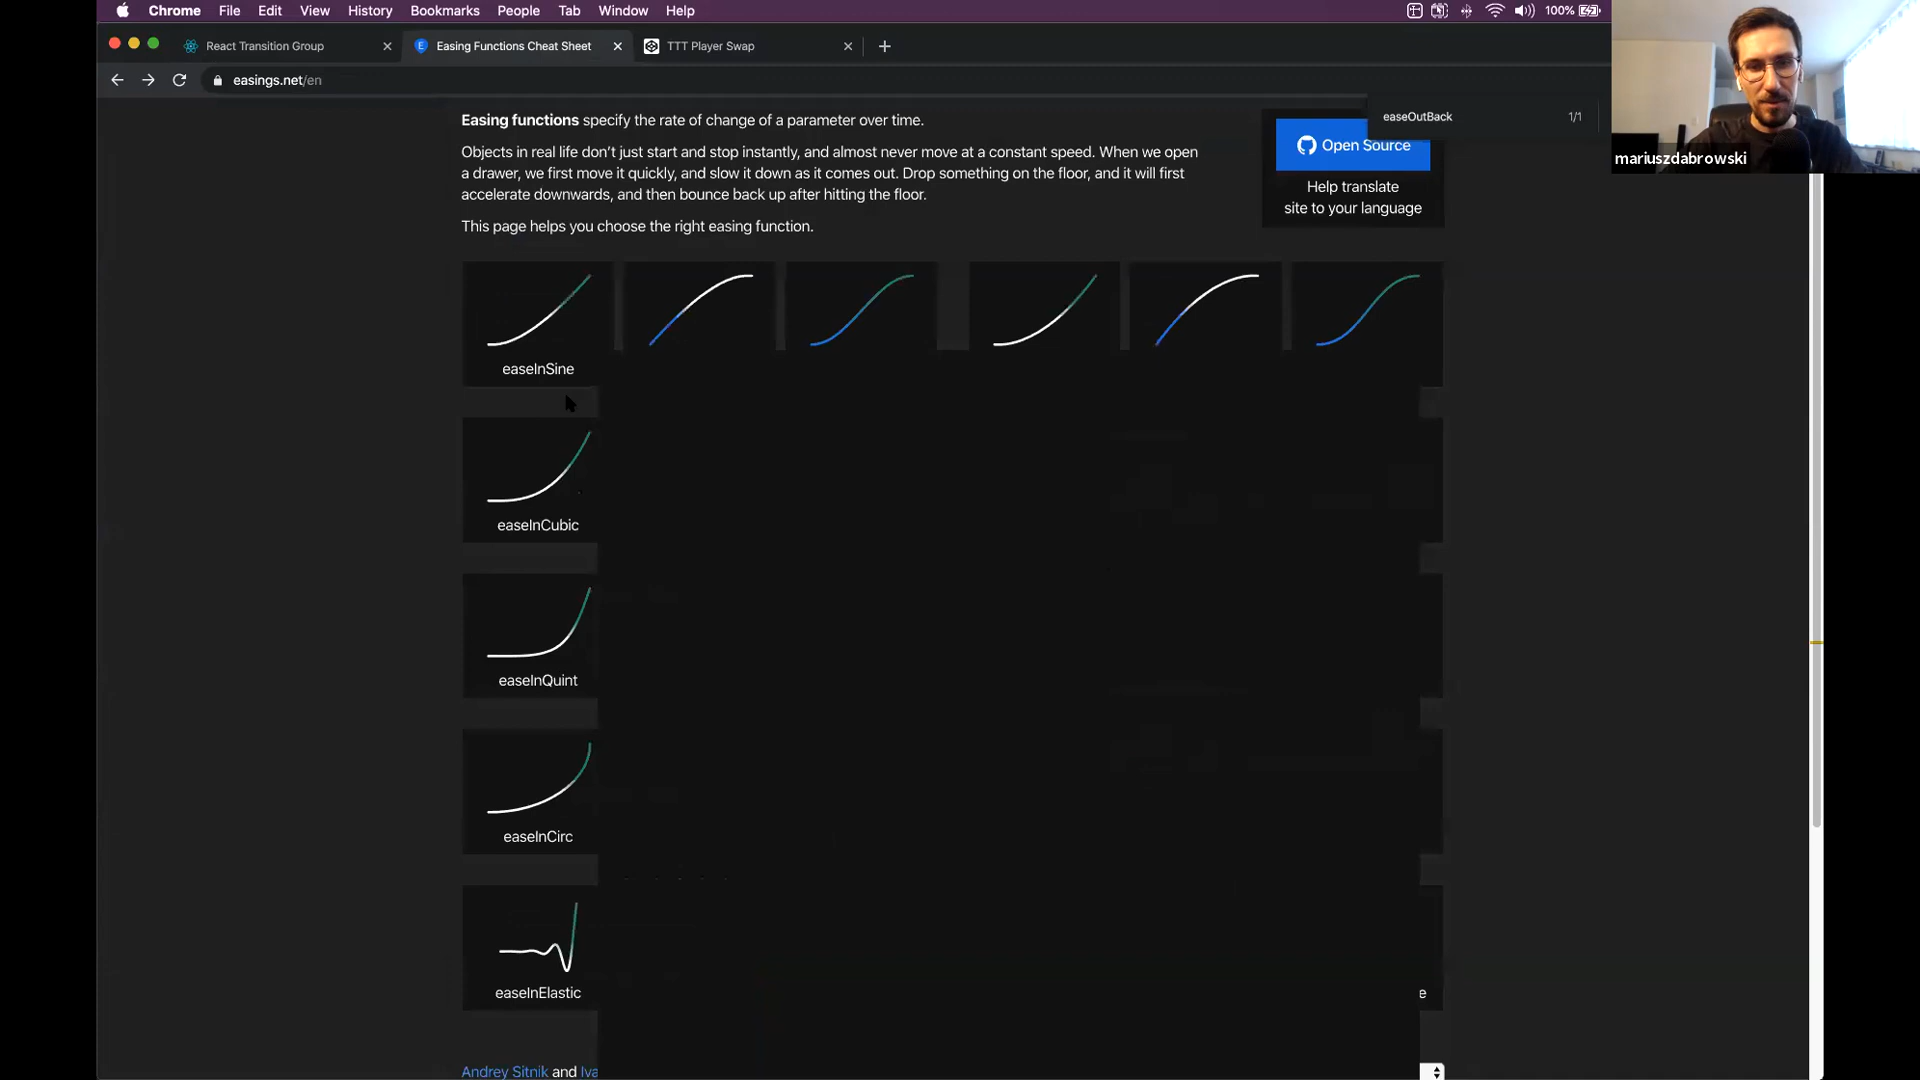 Chrome File Edit View History Bookmarks People Tab Window Help 100%
React Transition Group
Easing Functions Cheat Sheet
TTT Player Swap
easings.net/en
easeOutBack 1/1
mariuszdabrowski
Easing functions specify the rate of change of a parameter over time.
Objects in real life don’t just start and stop instantly, and almost never move at a constant speed. When we open
a drawer, we first move it quickly, and slow it down as it comes out. Drop something on the floor, and it will first
accelerate downwards, and then bounce back up after hitting the floor.
This page helps you choose the right easing function.
Open Source
Help translate
site to your language
easeInSine
easeInCubic
easeInQuint
easeInCirc
easeInElastic
e
Andrey Sitnik and Iva